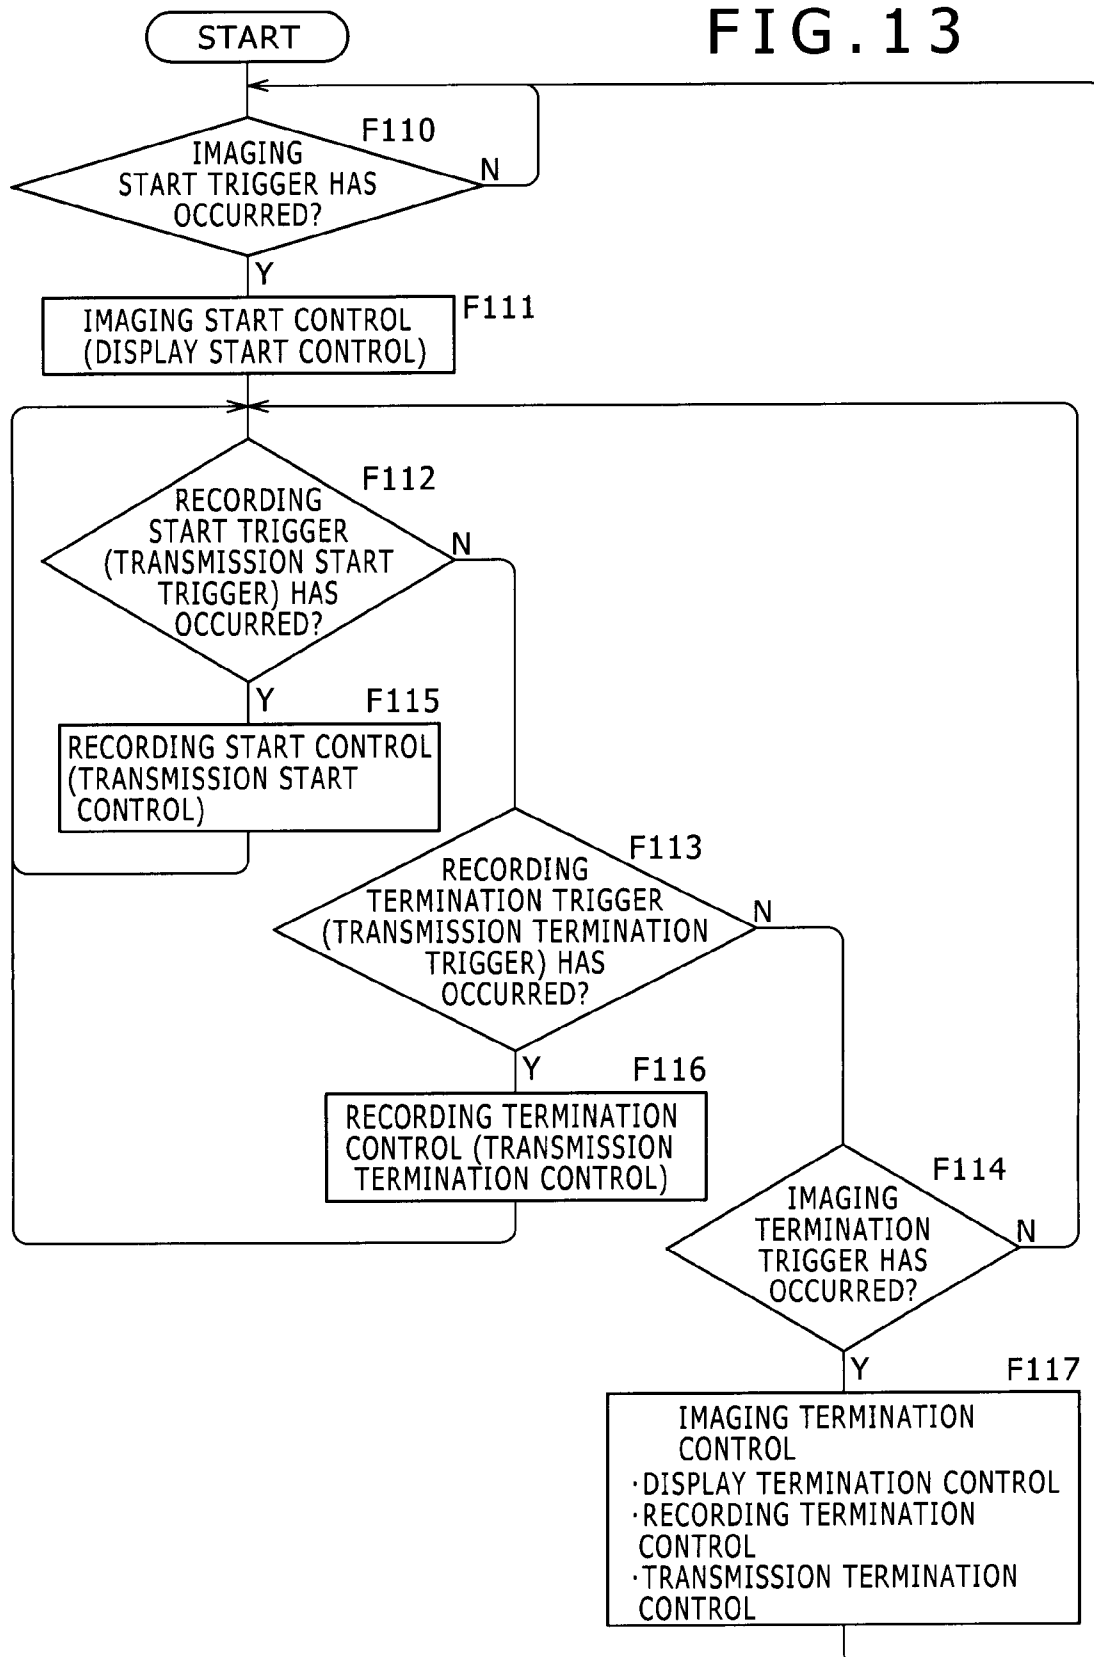 FIG.13
START
F110
IMAGING
START TRIGGER HAS
OCCURRED?
N
Y
F111
IMAGING START CONTROL
(DISPLAY START CONTROL)
F112
RECORDING
START TRIGGER
(TRANSMISSION START
TRIGGER) HAS
OCCURRED?
N
Y
F115
RECORDING START CONTROL
(TRANSMISSION START
CONTROL)
F113
RECORDING
TERMINATION TRIGGER
(TRANSMISSION TERMINATION
TRIGGER) HAS
OCCURRED?
N
Y
F116
RECORDING TERMINATION
CONTROL (TRANSMISSION
TERMINATION CONTROL)
F114
IMAGING
TERMINATION
TRIGGER HAS
OCCURRED?
N
Y
F117
IMAGING TERMINATION
CONTROL
·DISPLAY TERMINATION CONTROL
·RECORDING TERMINATION
CONTROL
·TRANSMISSION TERMINATION
CONTROL